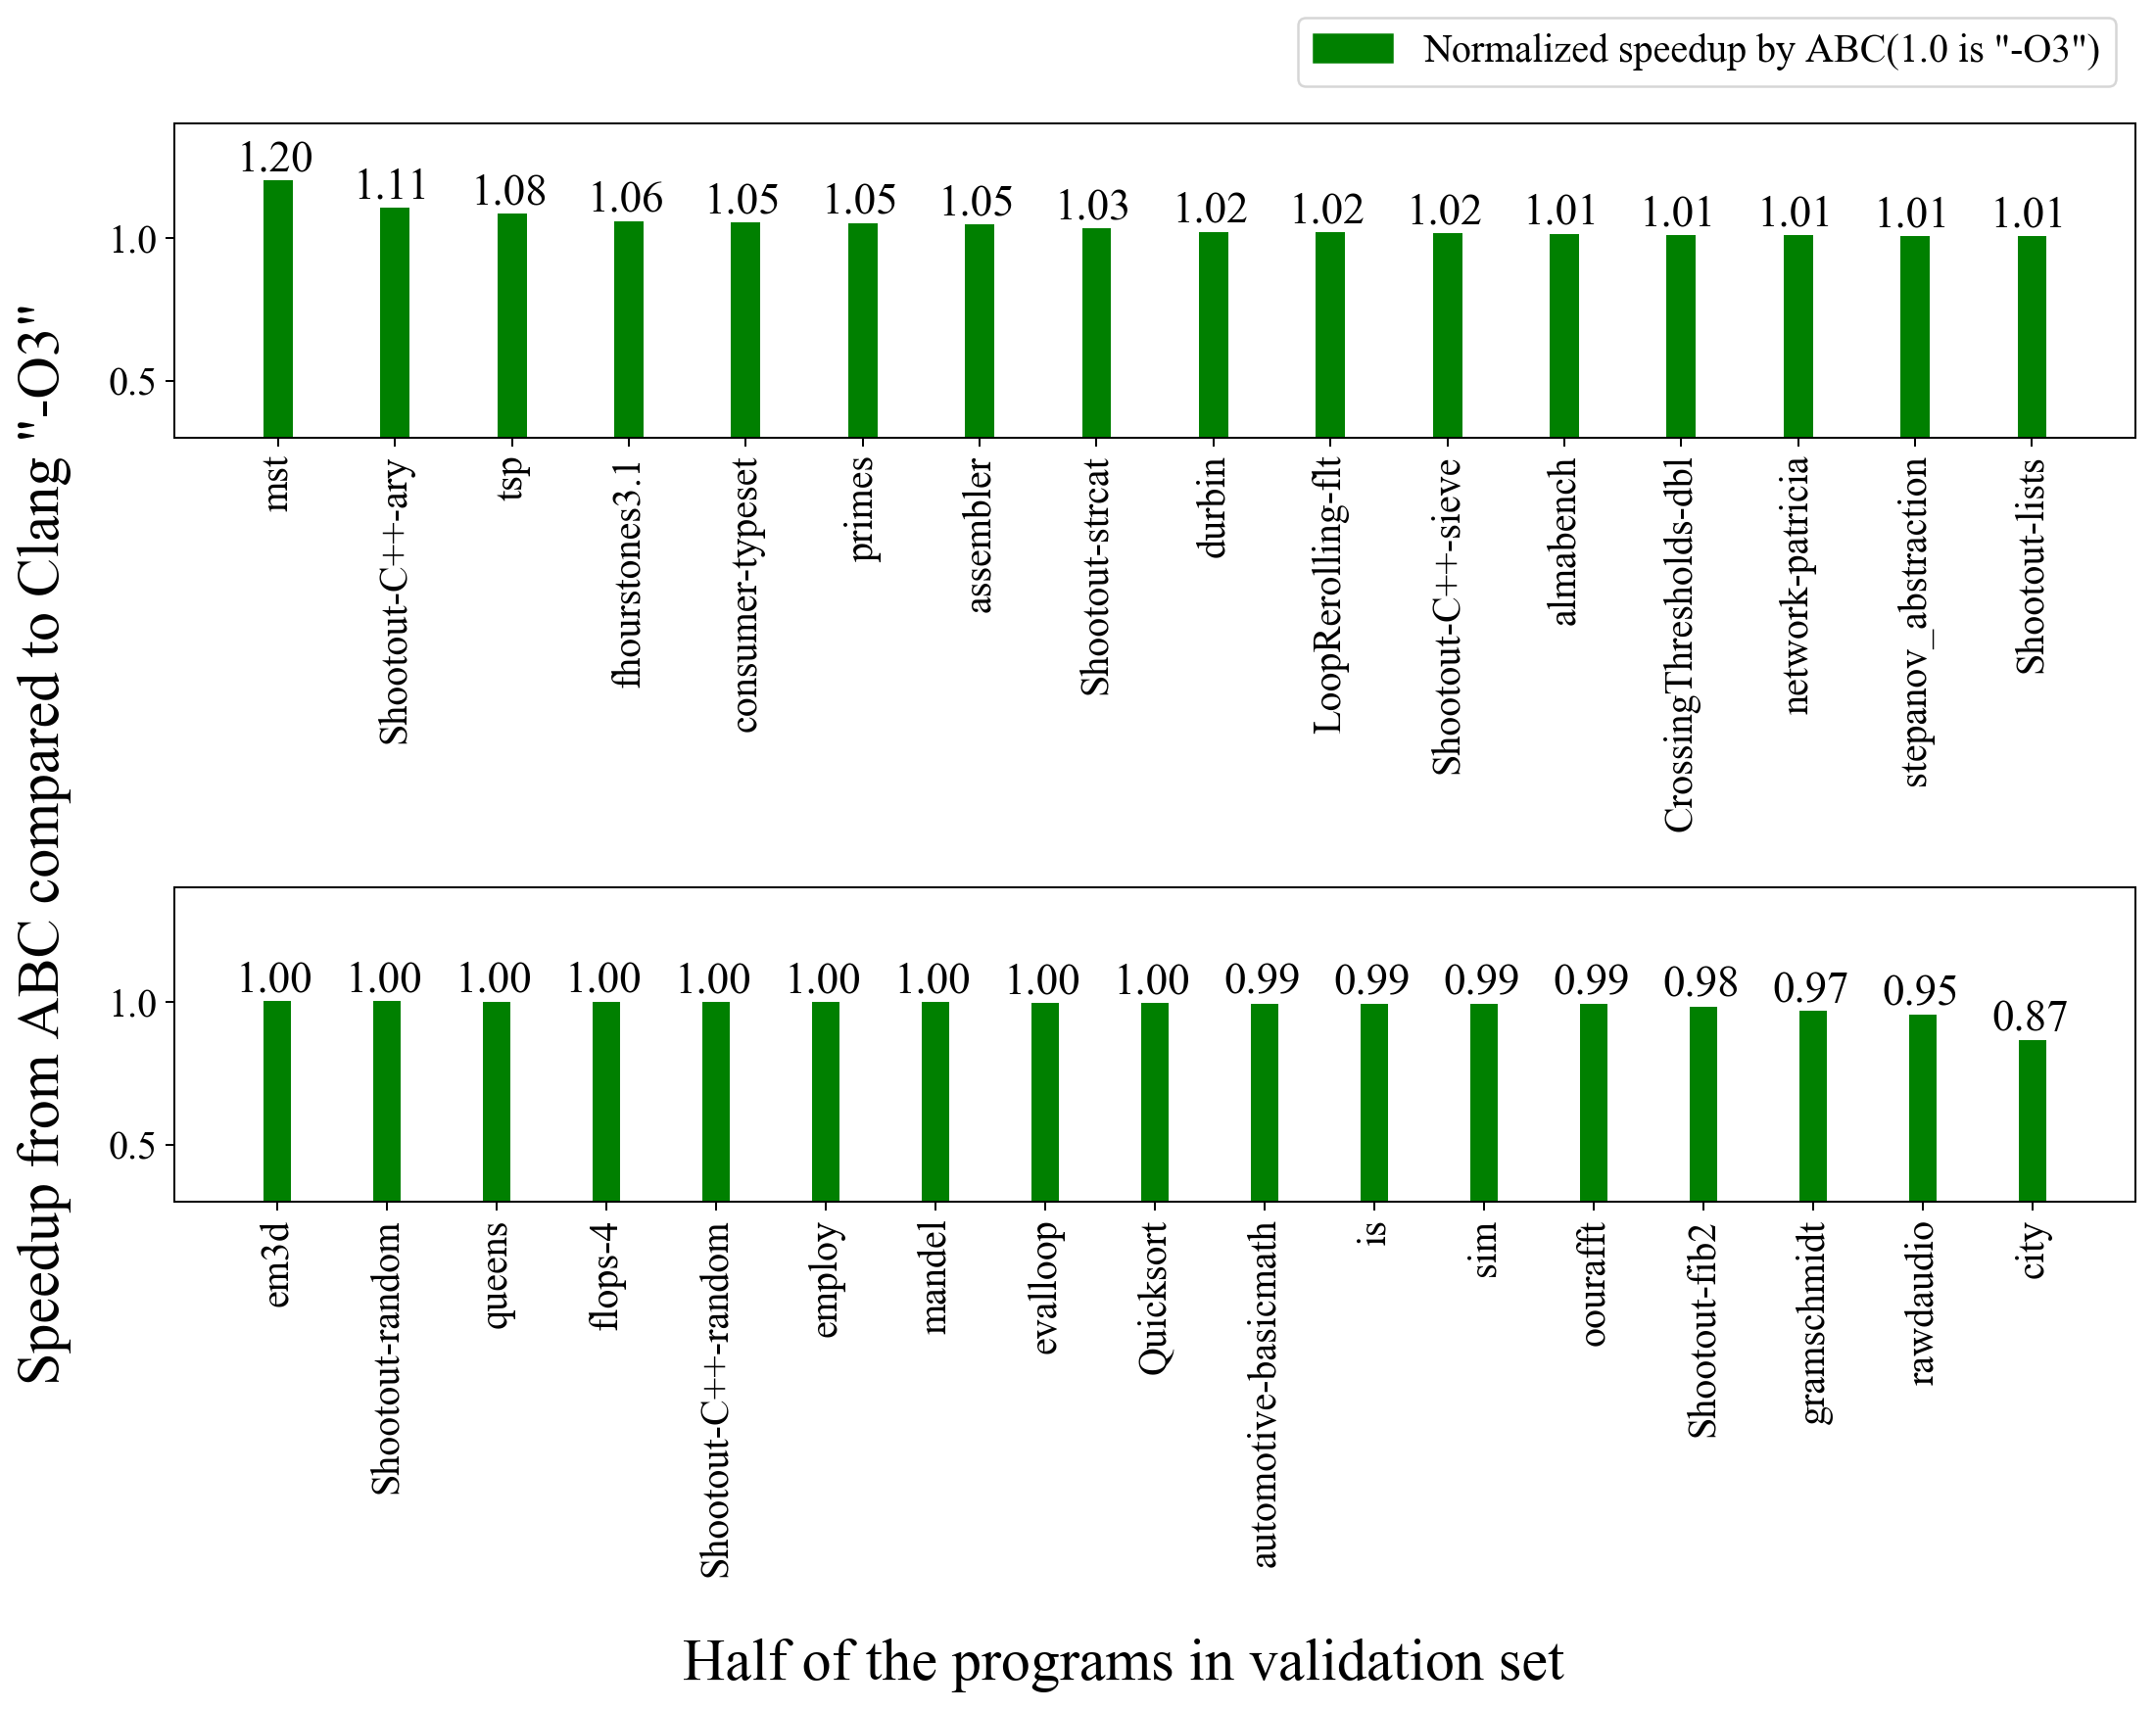 Normalized speedup by ABC(1.0 is "-O3")
Speedup from ABC compared to Clang "-O3"
1.20 1.11 1.08 1.06 1.05 1.05 1.05 1.03 1.02 1.02 1.02 1.01 1.01 1.01 1.01 1.01
1.0
0.5
mst
Shootout-C++-ary
tsp
fhourstones3.1
consumer-typeset
primes
assembler
Shootout-strcat
durbin
LoopRerolling-flt
Shootout-C++-sieve
almabench
CrossingThresholds-dbl
network-patricia
stepanov_abstraction
Shootout-lists
1.00 1.00 1.00 1.00 1.00 1.00 1.00 1.00 1.00 0.99 0.99 0.99 0.99 0.98 0.97 0.95 0.87
1.0
0.5
em3d
Shootout-random
queens
flops-4
Shootout-C++-random
employ
mandel
evalloop
Quicksort
automotive-basicmath
is
sim
oourafft
Shootout-fib2
gramschmidt
rawdaudio
city
Half of the programs in validation set